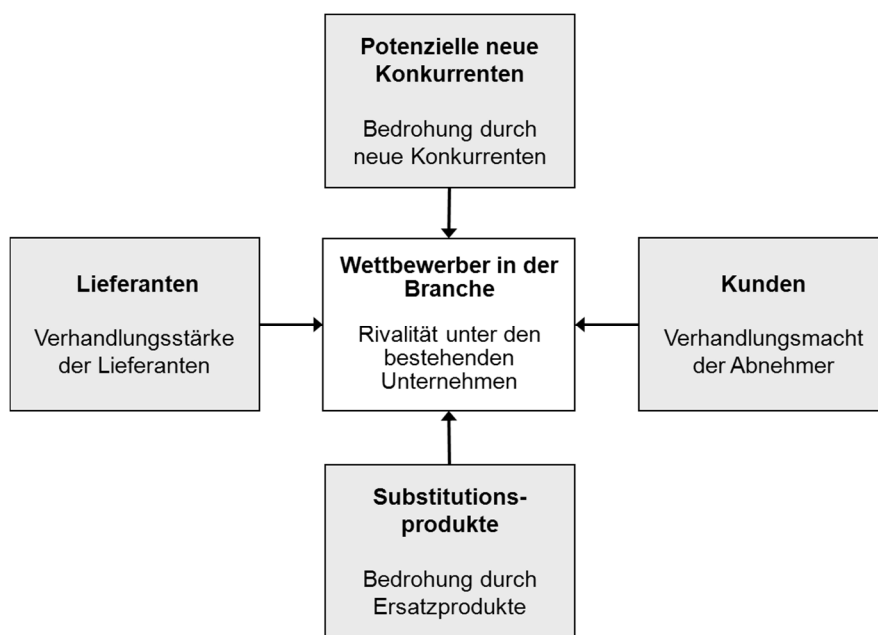 Potenzielle neue
Konkurrenten
Bedrohung durch
neue Konkurrenten
Lieferanten
Verhandlungsstärke
der Lieferanten
Wettbewerber in der
Branche
Rivalität unter den
bestehenden
Unternehmen
Kunden
Verhandlungsmacht
der Abnehmer
Substitutions-
produkte
Bedrohung durch
Ersatzprodukte